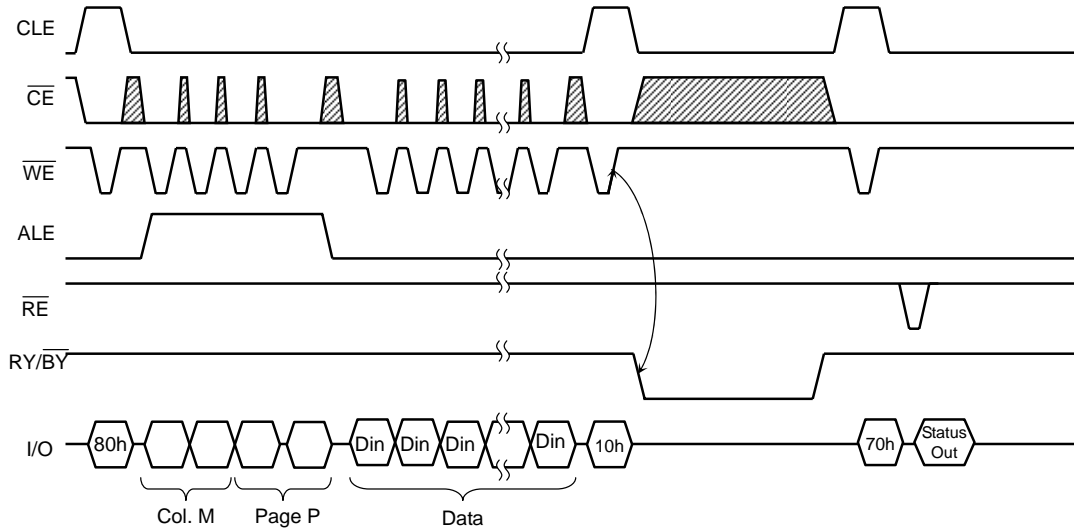 CLE
CE
WE
ALE
RE
RY/BY
I/O 80h Din Din Din Din 10h 70h Status Out
Col. M Page P Data